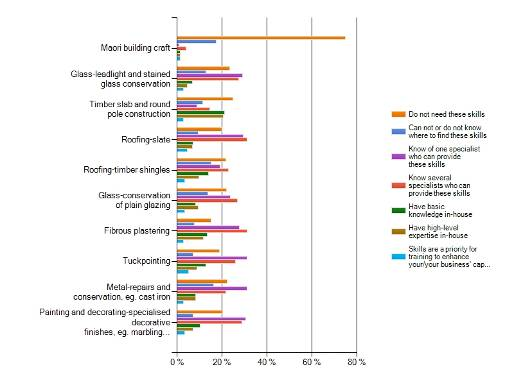 Maori building craft
Glass-leadlight and stained
glass conservation
Timber slab and round
pole construction
Roofing-slate
Roofing-timber shingles
Glass-conservation
of plain glazing
Fibrous plastering
Tuckpointing
Metal-repairs and
conservation, eg. cast iron
Painting and decorating-specialised
decorative
finishes, eg. marbling...
0 %
20 %
40 %
60 %
80 %
Do not need these skills
Can not or do not know
where to find these skills
Know of one specialist
who can provide
these skills
Know several
specialists who can
provide these skills
Have basic
knowledge in-house
Have high-level
expertise in-house
Skills are a priority for
training to enhance
your/your business' cap...